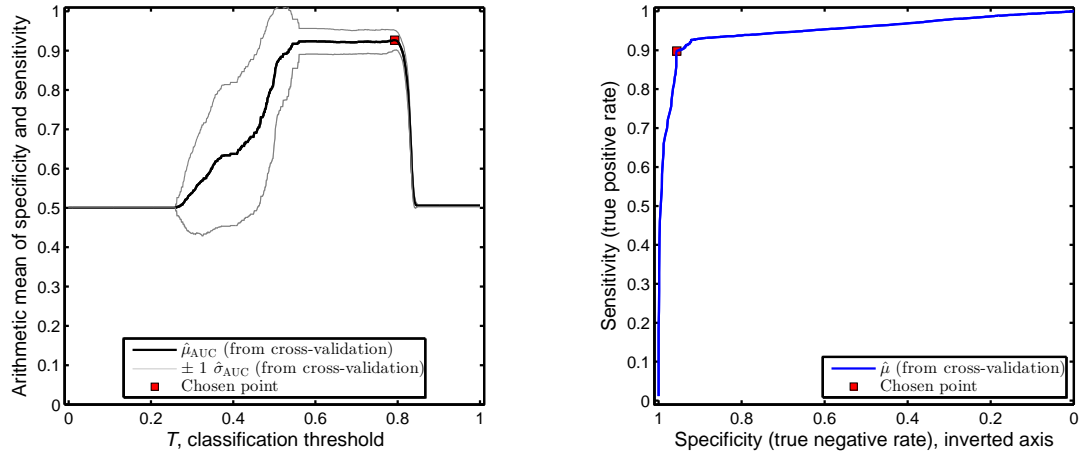 Arithmetic mean of specificity and sensitivity
1
0.9
0.8
0.7
0.6
0.5
0.4
0.3
0.2
0.1
0
μ̂AUC (from cross-validation)
± 1 σ̂AUC (from cross-validation)
Chosen point
0 0.2 0.4 0.6 0.8 1
T, classification threshold
Sensitivity (true positive rate)
1
0.9
0.8
0.7
0.6
0.5
0.4
0.3
0.2
0.1
0
μ̂ (from cross-validation)
Chosen point
1 0.8 0.6 0.4 0.2 0
Specificity (true negative rate), inverted axis